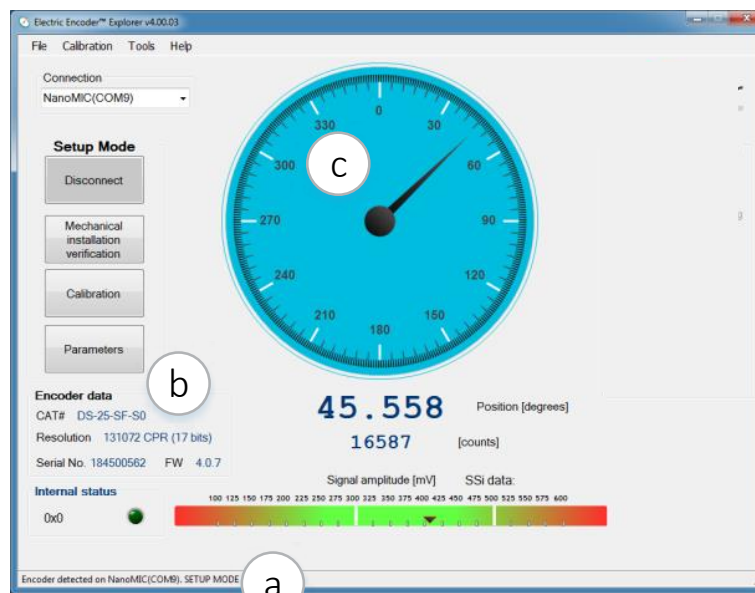 Electric Encoder™ Explorer v4.00.03
File Calibration Tools Help
Connection
NanoMIC(COM9)
Setup Mode
Disconnect
Mechanical
installation
verification
Calibration
Parameters
0
30
60
90
120
150
180
210
240
270
300
330
c
b
Encoder data
CAT# DS-25-SF-S0
Resolution 131072 CPR (17 bits)
Serial No. 184500562 FW 4.0.7
45.558 Position [degrees]
16587 [counts]
Internal status
0x0
Signal amplitude [mV] SSi data:
100 125 150 175 200 225 250 275 300 325 350 375 400 425 450 475 500 525 550 575 600
Encoder detected on NanoMIC(COM9). SETUP MODE
a